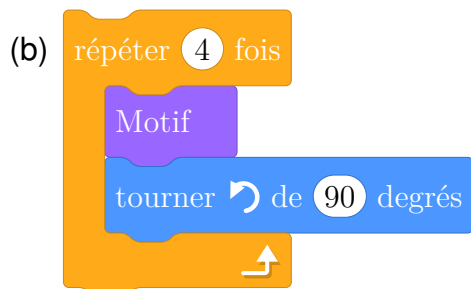 (b) répéter 4 fois
Motif
tourner de 90 degrés